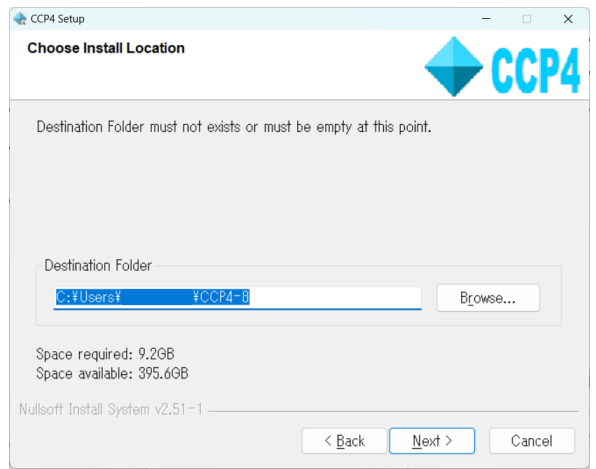 CCP4 Setup
Choose Install Location
CCP4
Destination Folder must not exists or must be empty at this point.
Destination Folder
C:¥Users¥ ¥CCP4-8
Browse...
Space required: 9.2GB
Space available: 395.6GB
Nullsoft Install System v2.51-1
< Back
Next >
Cancel